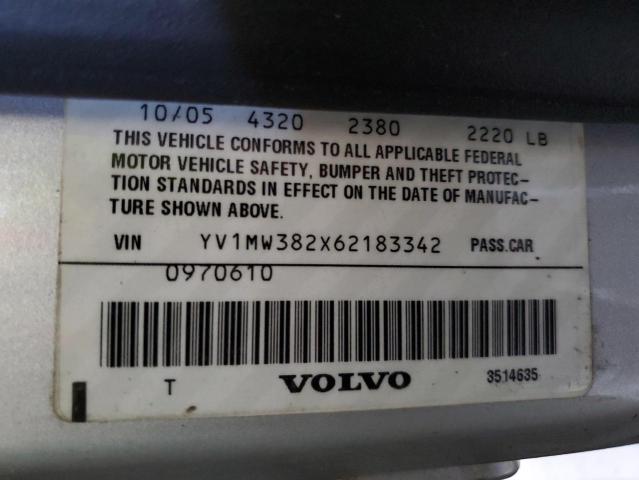 10/05 4320 2380 2220 LB
THIS VEHICLE CONFORMS TO ALL APPLICABLE FEDERAL
MOTOR VEHICLE SAFETY, BUMPER AND THEFT PROTEC-
TION STANDARDS IN EFFECT ON THE DATE OF MANUFAC-
TURE SHOWN ABOVE.
VIN YV1MW382X62183342 PASS.CAR
0970610
T VOLVO 3514635